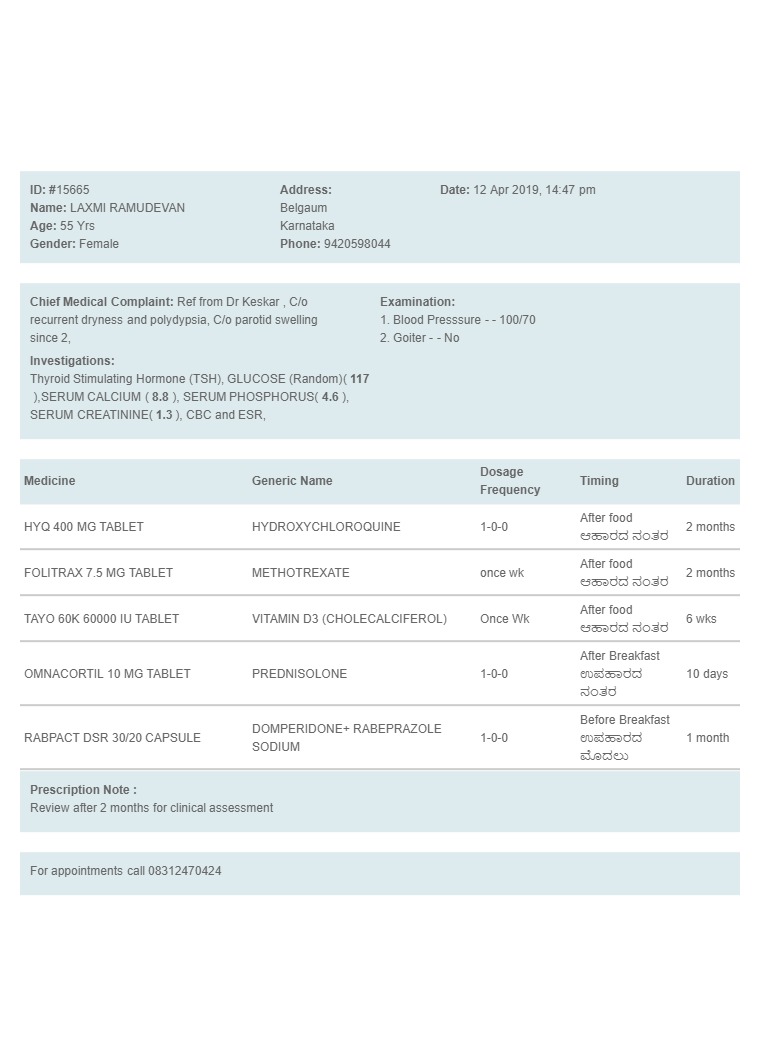 ID: #15665
Name: LAXMI RAMUDEVAN
Age: 55 Yrs
Gender: Female
Address:
Belgaum
Karnataka
Phone: 9420598044
Date: 12 Apr 2019, 14:47 pm
Chief Medical Complaint: Ref from Dr Keskar , C/o
recurrent dryness and polydypsia, C/o parotid swelling
since 2,
Investigations:
Thyroid Stimulating Hormone (TSH), GLUCOSE (Random)( 117
),SERUM CALCIUM ( 8.8 ), SERUM PHOSPHORUS( 4.6 ),
SERUM CREATININE( 1.3 ), CBC and ESR,
Examination:
1. Blood Presssure - - 100/70
2. Goiter - - No
Medicine Generic Name Dosage Frequency Timing Duration
HYQ 400 MG TABLET HYDROXYCHLOROQUINE 1-0-0 After food 2 months
ಆಹಾರದ ನಂತರ
FOLITRAX 7.5 MG TABLET METHOTREXATE once wk After food 2 months
ಆಹಾರದ ನಂತರ
TAYO 60K 60000 IU TABLET VITAMIN D3 (CHOLECALCIFEROL) Once Wk After food 6 wks
ಆಹಾರದ ನಂತರ
OMNACORTIL 10 MG TABLET PREDNISOLONE 1-0-0 After Breakfast 10 days
ಉಪಹಾರದ
ನಂತರ
RABPACT DSR 30/20 CAPSULE DOMPERIDONE+ RABEPRAZOLE SODIUM 1-0-0 Before Breakfast 1 month
ಉಪಹಾರದ
ಮೊದಲು
Prescription Note :
Review after 2 months for clinical assessment
For appointments call 08312470424